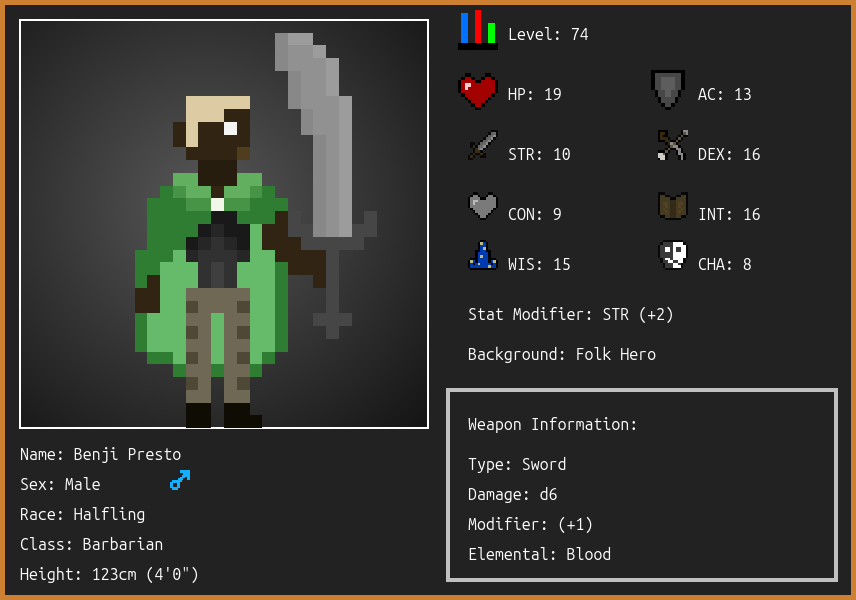 Level: 74
HP: 19
AC: 13
STR: 10
DEX: 16
CON: 9
INT: 16
WIS: 15
CHA: 8
Stat Modifier: STR (+2)
Background: Folk Hero
Weapon Information:
Type: Sword
Damage: d6
Modifier: (+1)
Elemental: Blood
Name: Benji Presto
Sex: Male
Race: Halfling
Class: Barbarian
Height: 123cm (4'0")